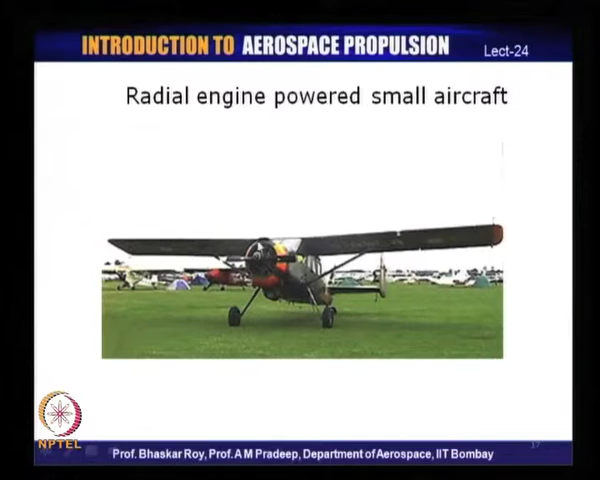 INTRODUCTION TO AEROSPACE PROPULSION
Lect-24
Radial engine powered small aircraft
NPTEL
17
Prof. Bhaskar Roy, Prof. A M Pradeep, Department of Aerospace, IIT Bombay